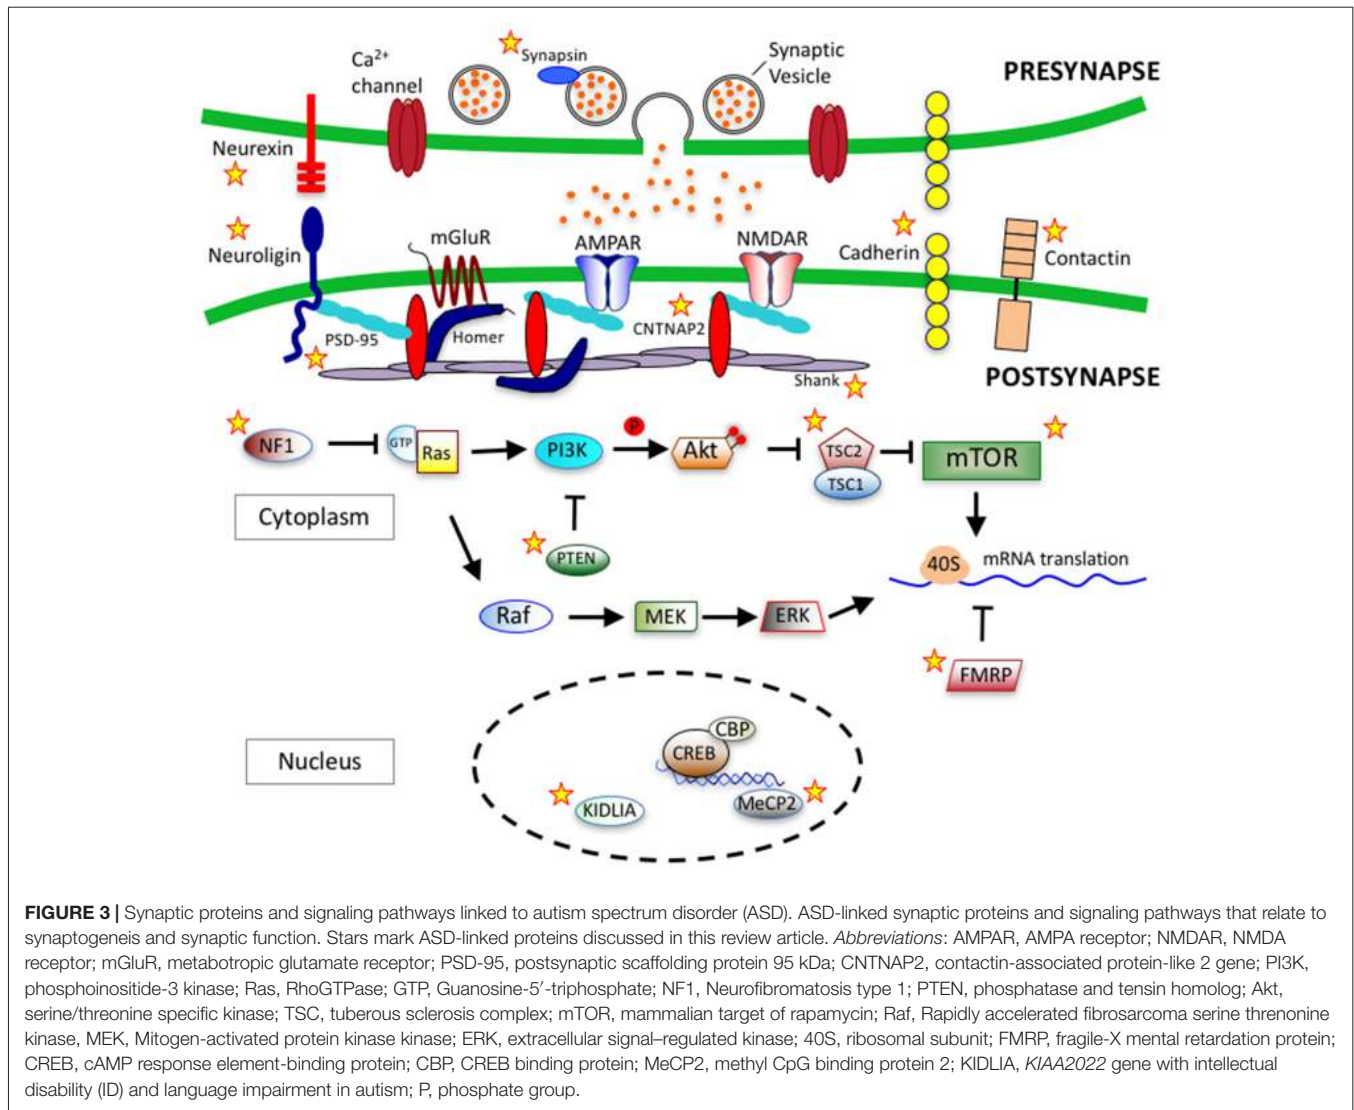 Ca2+
channel
Synapsin
Synaptic
Vesicle
PRESYNAPSE
Neurexin
Neuroligin
mGluR
AMPAR
NMDAR
Cadherin
Contactin
PSD-95
Homer
CNTNAP2
Shank
POSTSYNAPSE
NF1
GTP
Ras
PI3K
P
Akt
TSC2
TSC1
mTOR
Cytoplasm
PTEN
40S
mRNA translation
Raf
MEK
ERK
FMRP
Nucleus
CBP
CREB
KIDLIA
MeCP2
FIGURE 3 | Synaptic proteins and signaling pathways linked to autism spectrum disorder (ASD). ASD-linked synaptic proteins and signaling pathways that relate to
synaptogeneis and synaptic function. Stars mark ASD-linked proteins discussed in this review article. Abbreviations: AMPAR, AMPA receptor; NMDAR, NMDA
receptor; mGluR, metabotropic glutamate receptor; PSD-95, postsynaptic scaffolding protein 95 kDa; CNTNAP2, contactin-associated protein-like 2 gene; PI3K,
phosphoinositide-3 kinase; Ras, RhoGTPase; GTP, Guanosine-5′-triphosphate; NF1, Neurofibromatosis type 1; PTEN, phosphatase and tensin homolog; Akt,
serine/threonine specific kinase; TSC, tuberous sclerosis complex; mTOR, mammalian target of rapamycin; Raf, Rapidly accelerated fibrosarcoma serine threnonine
kinase, MEK, Mitogen-activated protein kinase kinase; ERK, extracellular signal–regulated kinase; 40S, ribosomal subunit; FMRP, fragile-X mental retardation protein;
CREB, cAMP response element-binding protein; CBP, CREB binding protein; MeCP2, methyl CpG binding protein 2; KIDLIA, KIAA2022 gene with intellectual
disability (ID) and language impairment in autism; P, phosphate group.